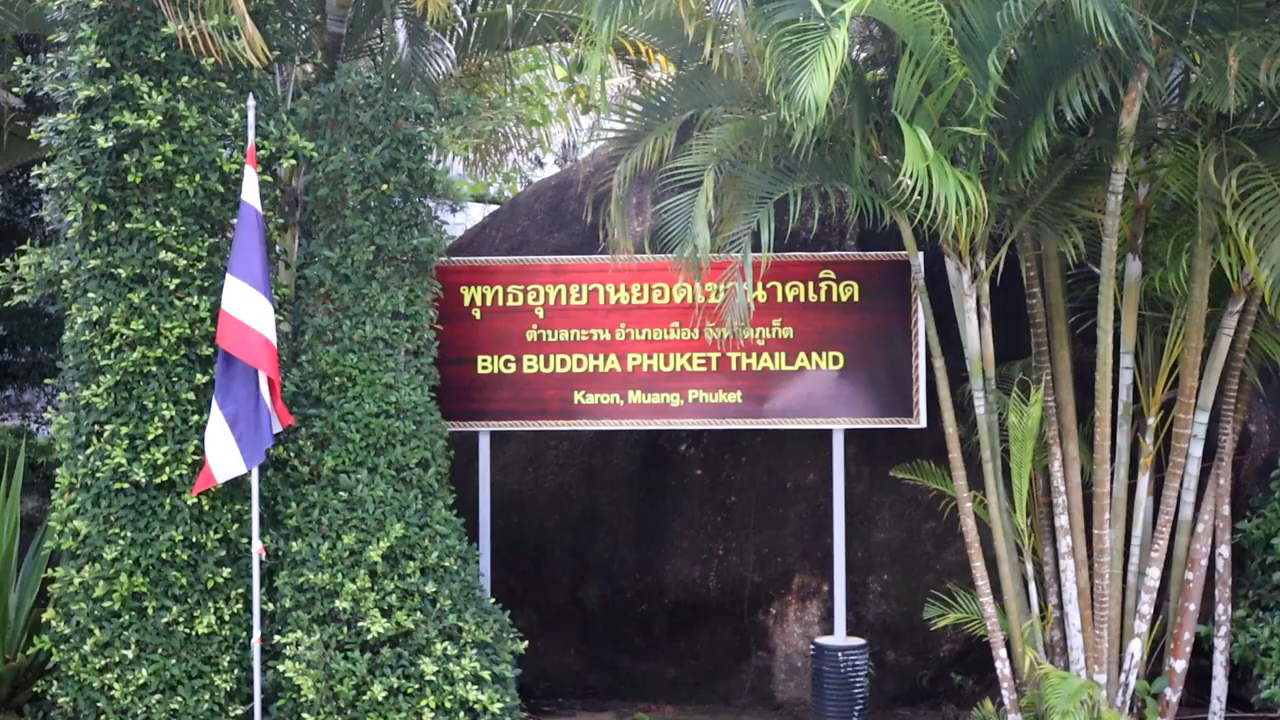 พุทธอุทยานยอดเขานาคเกิด
ตำบลกะรน อำเภอเมือง จังหวัดภูเก็ต
BIG BUDDHA PHUKET THAILAND
Karon, Muang, Phuket